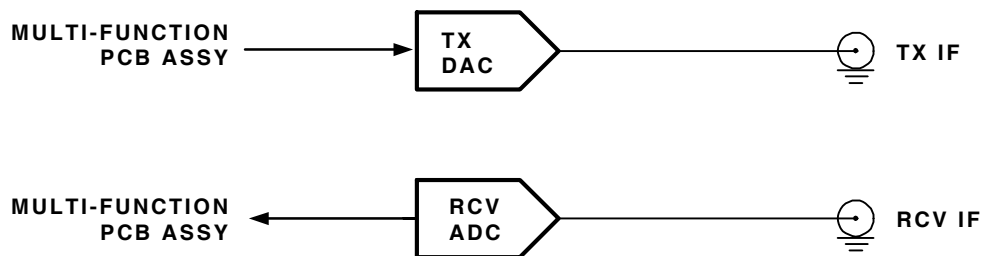 MULTI-FUNCTION
PCB ASSY
TX
DAC
TX IF
MULTI-FUNCTION
PCB ASSY
RCV
ADC
RCV IF